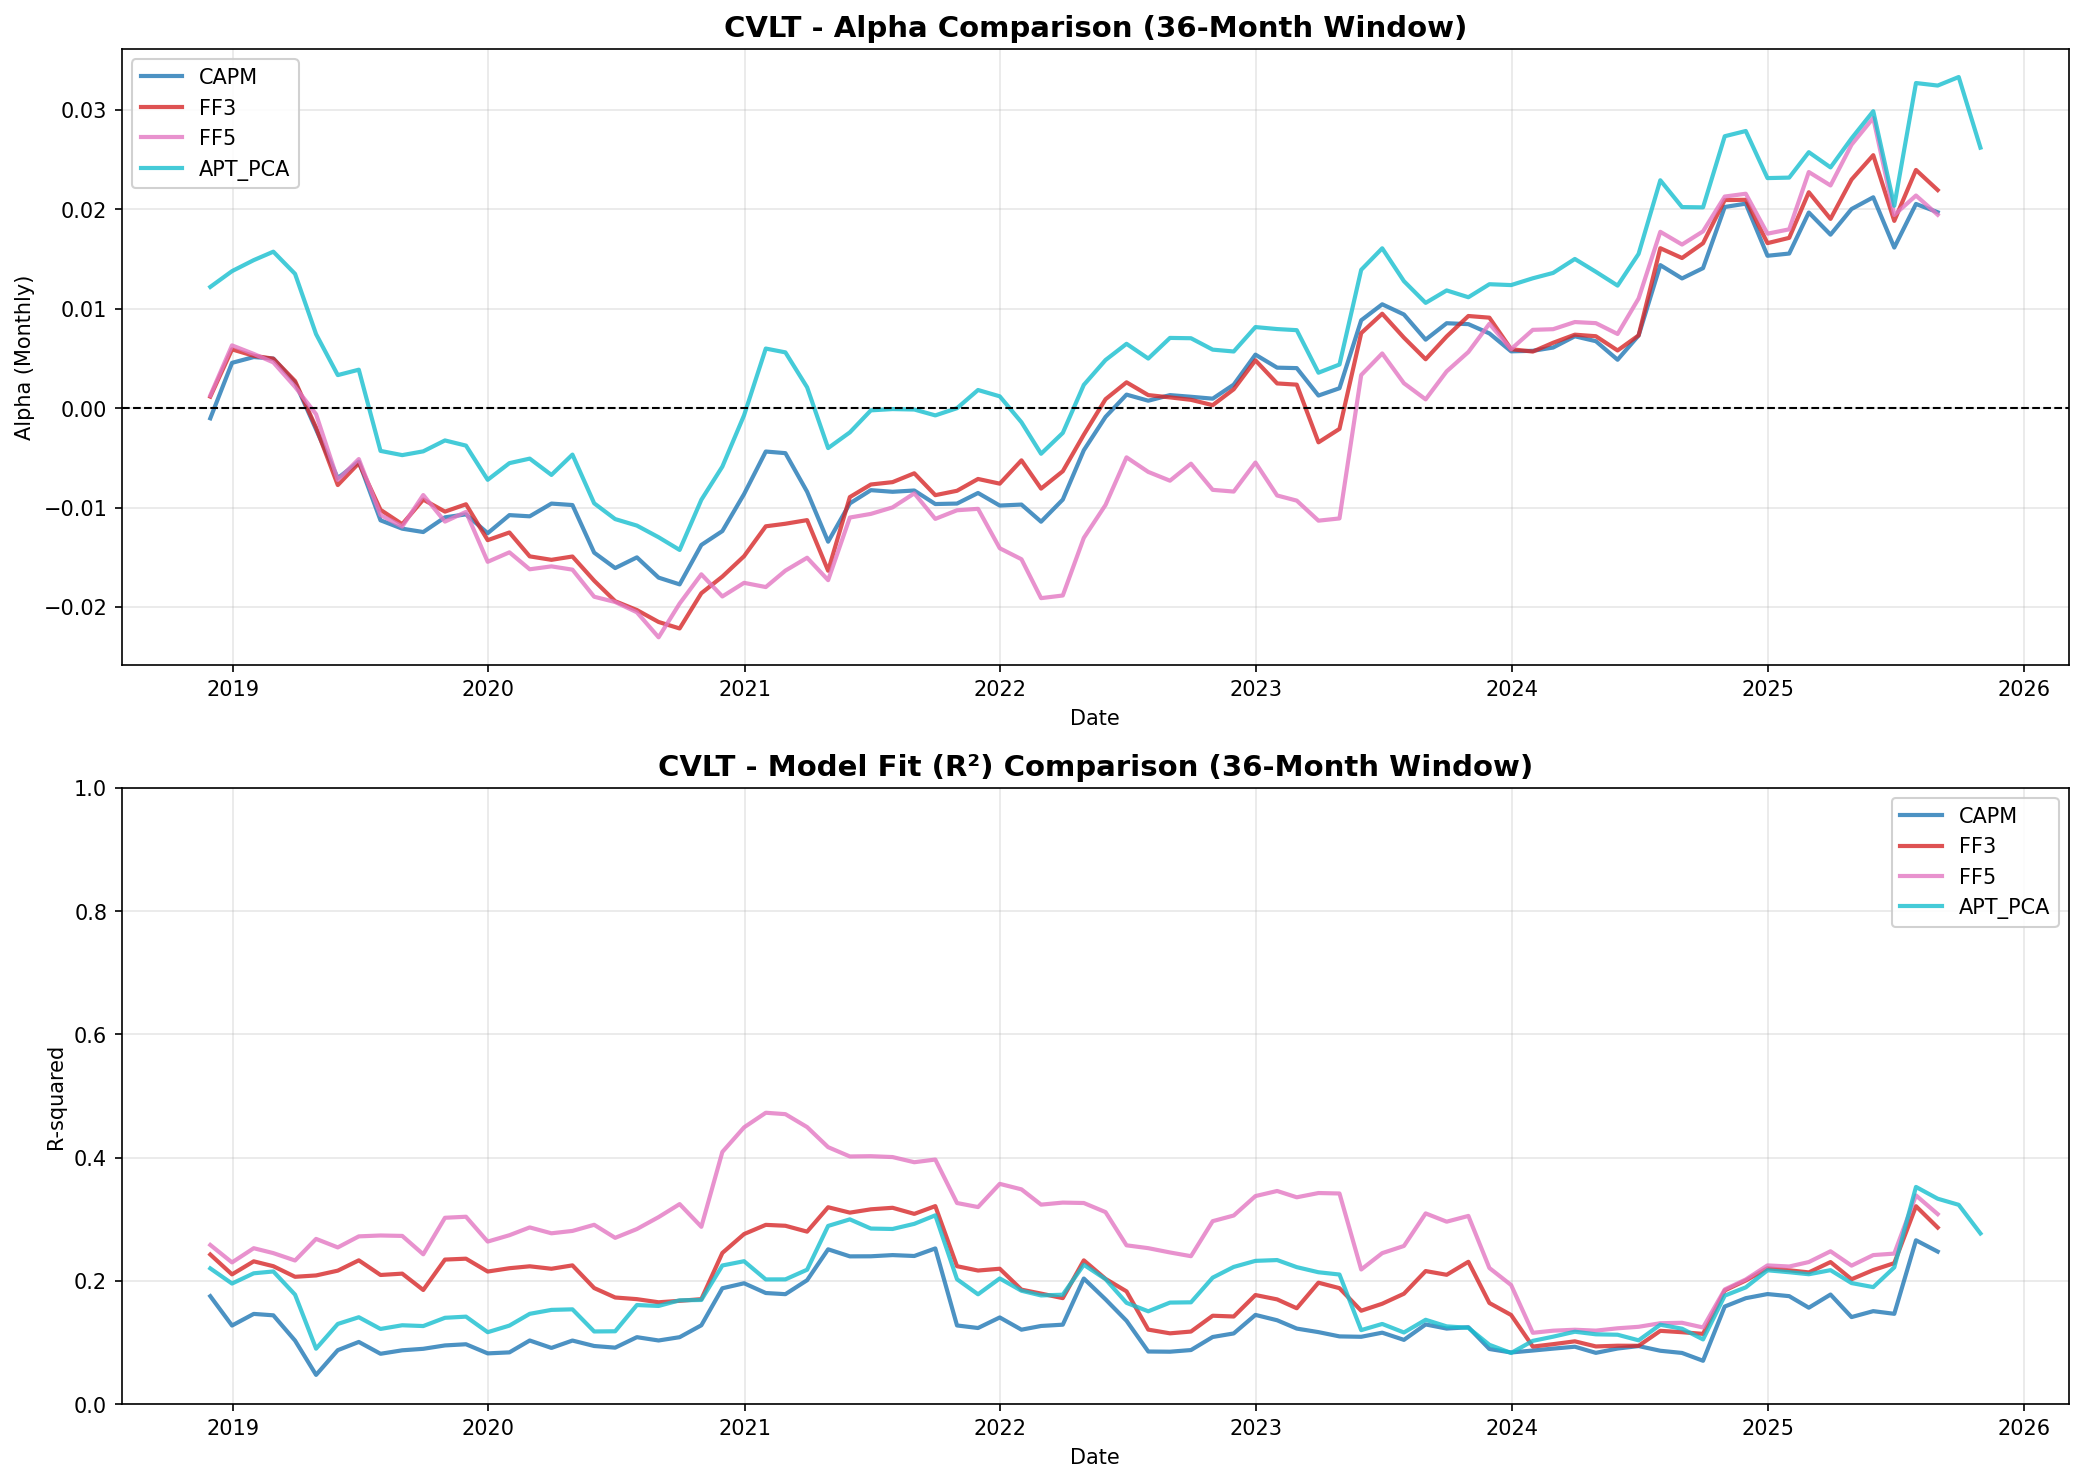 CVLT - Alpha Comparison (36-Month Window)
CAPM
FF3
FF5
APT_PCA
0.03
0.02
0.01
0.00
−0.01
−0.02
Alpha (Monthly)
2019 2020 2021 2022 2023 2024 2025 2026
Date
CVLT - Model Fit (R²) Comparison (36-Month Window)
CAPM
FF3
FF5
APT_PCA
1.0
0.8
0.6
0.4
0.2
0.0
R-squared
2019 2020 2021 2022 2023 2024 2025 2026
Date